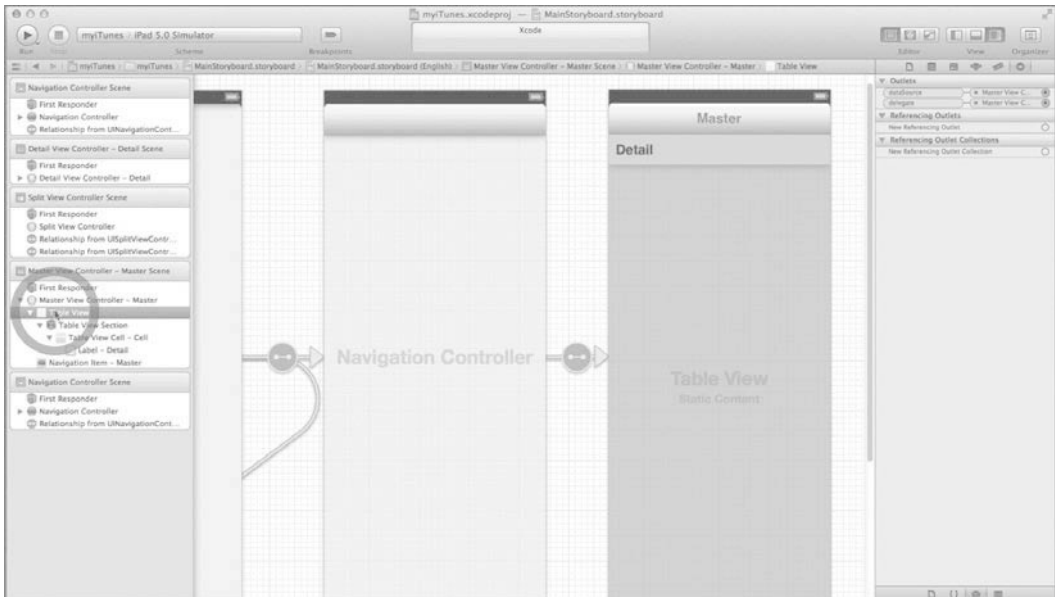 myiTunes.xcodeproj — MainStoryboard.storyboard
myiTunes iPad 5.0 Simulator
Xcode
Run
Scheme
Breakpoints
Editor
View
Organizer
myiTunes
myiTunes
MainStoryboard.storyboard
MainStoryboard.storyboard (English)
Master View Controller – Master Scene
Master View Controller – Master
Table View
Navigation Controller Scene
First Responder
Navigation Controller
Relationship from UINavigationCont...
Detail View Controller – Detail Scene
First Responder
Detail View Controller – Detail
Split View Controller Scene
First Responder
Split View Controller
Relationship from UISplitViewContr...
Relationship from UISplitViewContr...
Master View Controller – Master Scene
First Responder
Master View Controller – Master
Table View
Table View Section
Table View Cell – Cell
Label – Detail
Navigation Item – Master
Navigation Controller Scene
First Responder
Navigation Controller
Relationship from UINavigationCont...
Navigation Controller
Master
Detail
Table View
Static Content
Outlets
dataSource
Master View C...
delegate
Master View C...
Referencing Outlets
New Referencing Outlet
Referencing Outlet Collections
New Referencing Outlet Collection